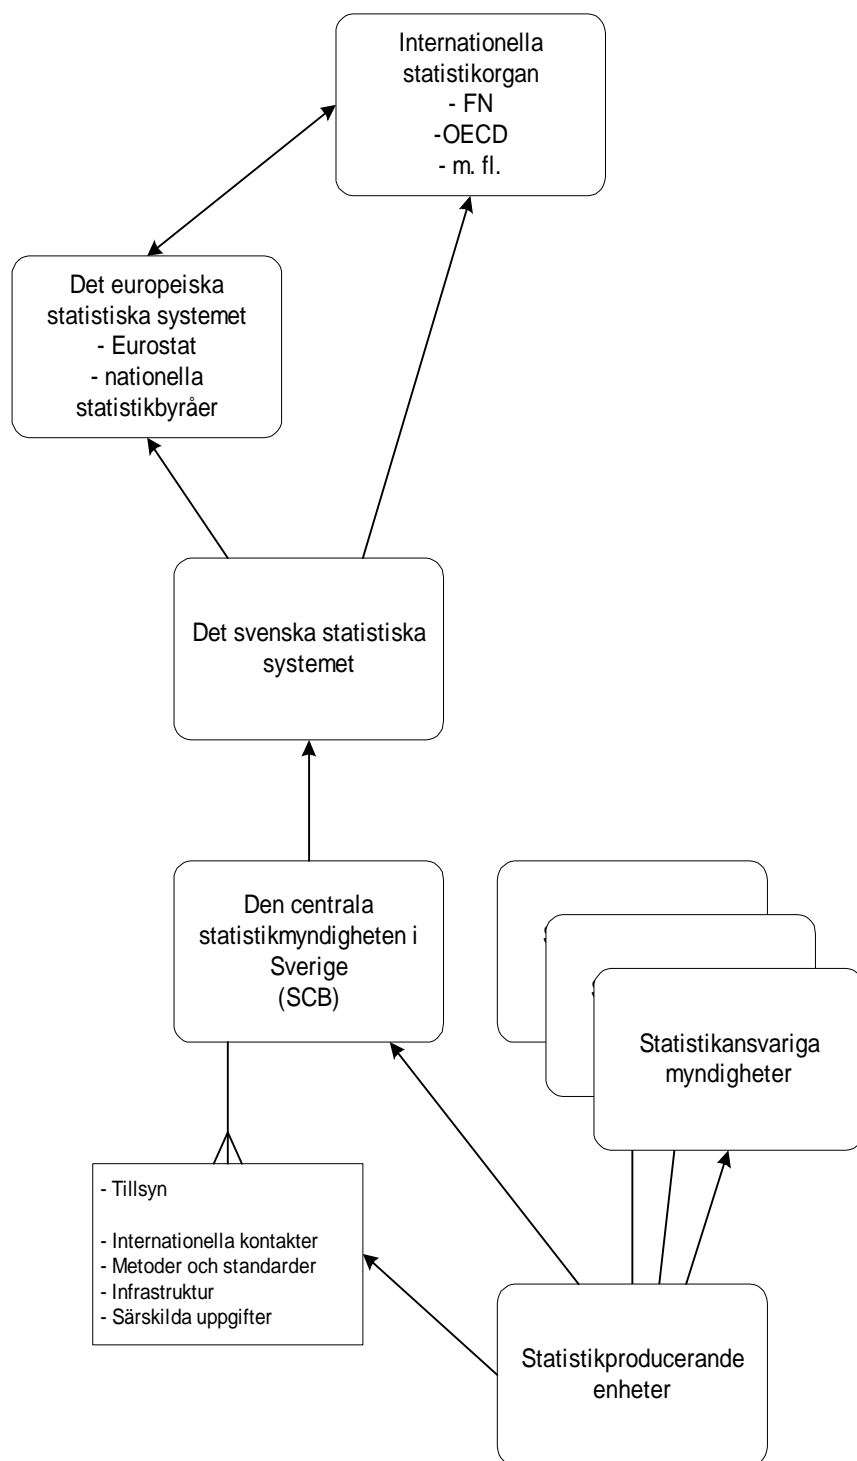 Internationella
statistikorgan
- FN
-OECD
- m. fl.
Det europeiska
statistiska systemet
- Eurostat
- nationella
statistikbyråer
Det svenska statistiska
systemet
Den centrala
statistikmyndigheten i
Sverige
(SCB)
Statistikansvariga
myndigheter
- Tillsyn
- Internationella kontakter
- Metoder och standarder
- Infrastruktur
- Särskilda uppgifter
Statistikproducerande
enheter